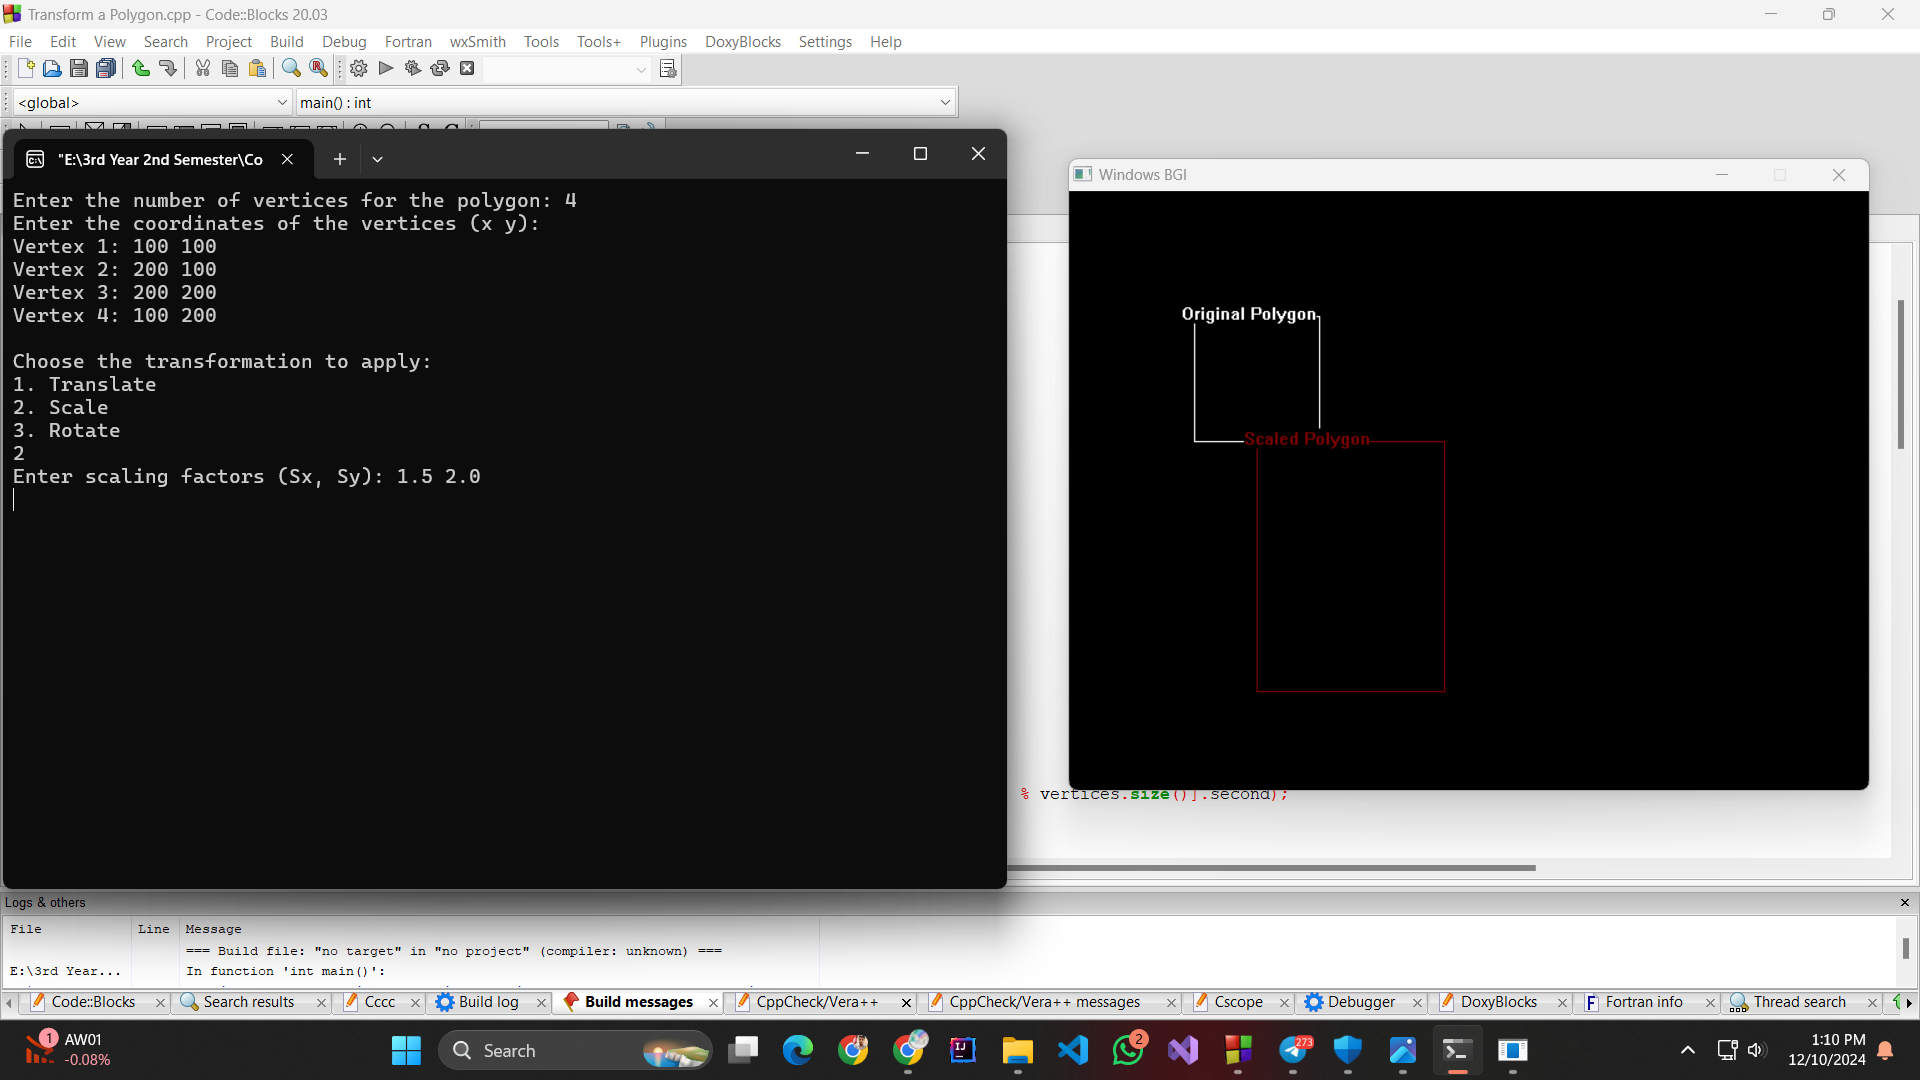 Transform a Polygon.cpp - Code::Blocks 20.03
File Edit View Search Project Build Debug Fortran wxSmith Tools Tools+ Plugins DoxyBlocks Settings Help
<global> main() : int
"E:\3rd Year 2nd Semester\Co
Enter the number of vertices for the polygon: 4
Enter the coordinates of the vertices (x y):
Vertex 1: 100 100
Vertex 2: 200 100
Vertex 3: 200 200
Vertex 4: 100 200
Choose the transformation to apply:
1. Translate
2. Scale
3. Rotate
2
Enter scaling factors (Sx, Sy): 1.5 2.0
Windows BGI
Original Polygon
Scaled Polygon
% vertices.size()].second);
Logs & others
File Line Message
=== Build file: "no target" in "no project" (compiler: unknown) ===
E:\3rd Year... In function 'int main()':
Code::Blocks Search results Cccc Build log Build messages CppCheck/Vera++ CppCheck/Vera++ messages Cscope Debugger DoxyBlocks Fortran info Thread search
1 AW01
-0.08%
Search
2
273
1:10 PM
12/10/2024